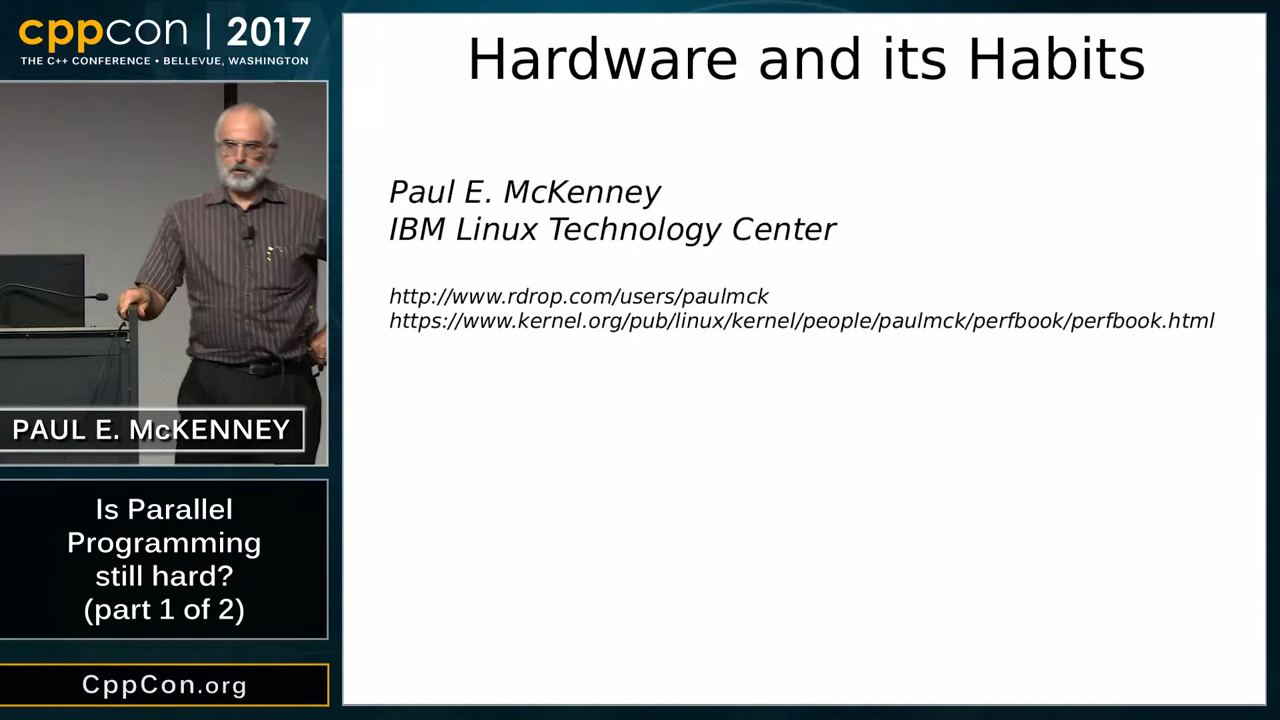 cppcon | 2017
THE C++ CONFERENCE • BELLEVUE, WASHINGTON
PAUL E. McKENNEY
Is Parallel
Programming
still hard?
(part 1 of 2)
CppCon.org
Hardware and its Habits
Paul E. McKenney
IBM Linux Technology Center
http://www.rdrop.com/users/paulmck
https://www.kernel.org/pub/linux/kernel/people/paulmck/perfbook/perfbook.html